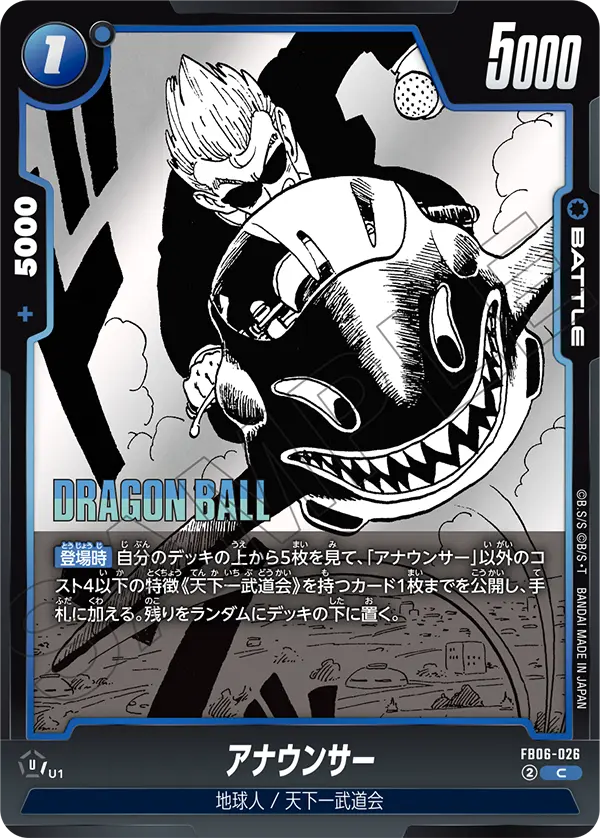 1
5000
+ 5000
BATTLE
SAMPLE
DRAGON BALL
登場時 自分のデッキの上から5枚を見て、「アナウンサー」以外のコ
スト4以下の特徴《天下一武道会》を持つカード1枚までを公開し、手
札に加える。残りをランダムにデッキの下に置く。
©B.S/S ©B/S・T BANDAI MADE IN JAPAN
アナウンサー
FB06-026
U/U1
② C
地球人 / 天下一武道会